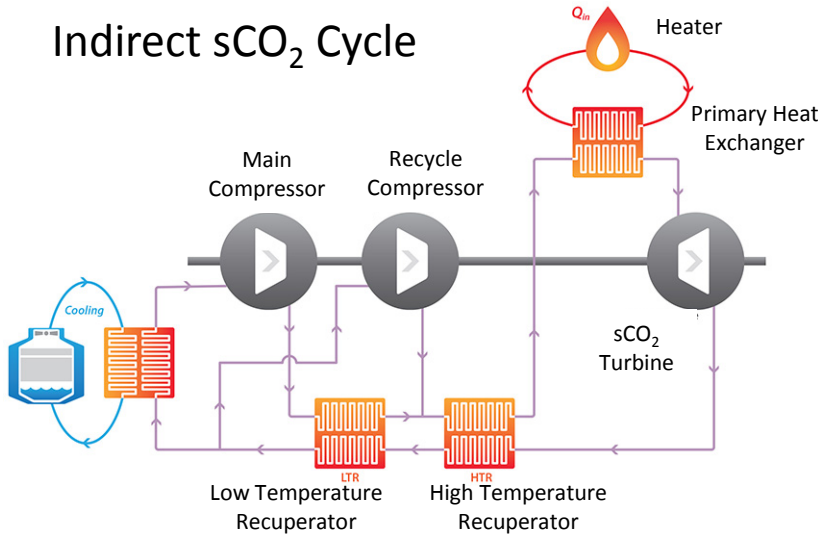 Indirect sCO₂ Cycle
Q_in
Heater
Primary Heat
Exchanger
Main
Compressor
Recycle
Compressor
Cooling
sCO₂
Turbine
LTR
HTR
Low Temperature
Recuperator
High Temperature
Recuperator